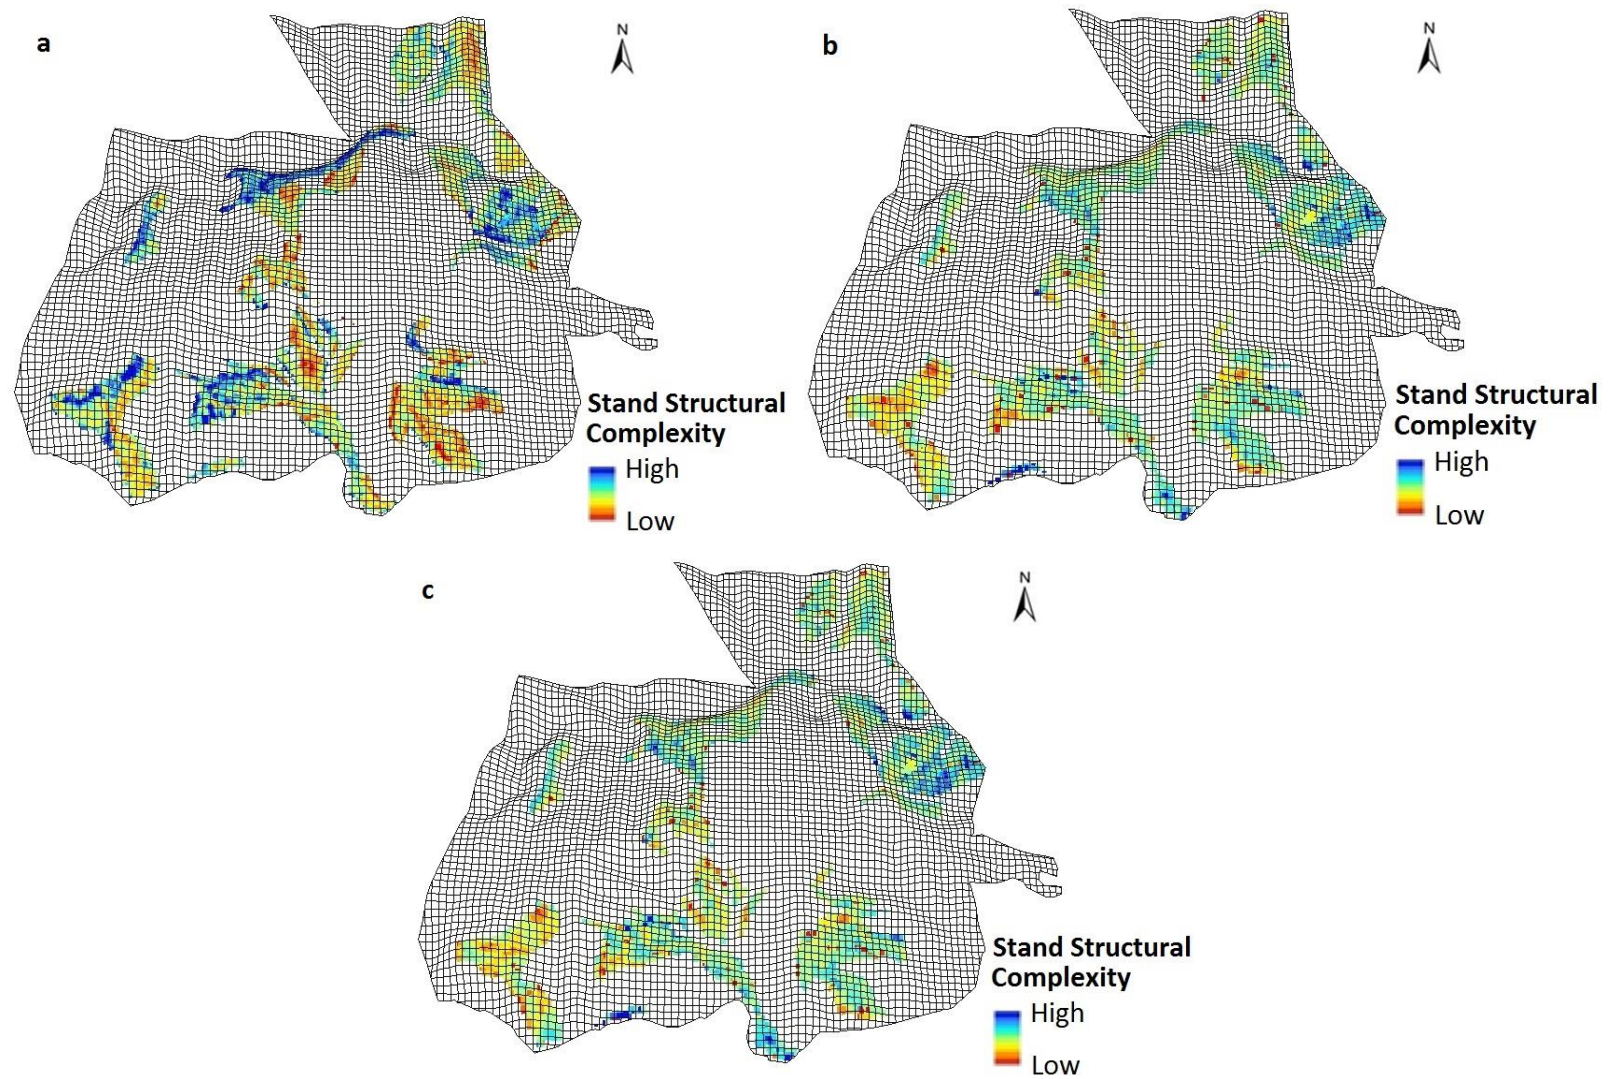 a
N
Stand Structural
Complexity
High
Low
b
N
Stand Structural
Complexity
High
Low
c
N
Stand Structural
Complexity
High
Low